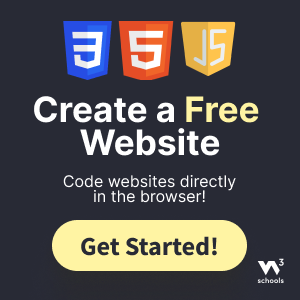 3 5 JS
Create a Free
Website
Code websites directly
in the browser!
Get Started!
w3
schools